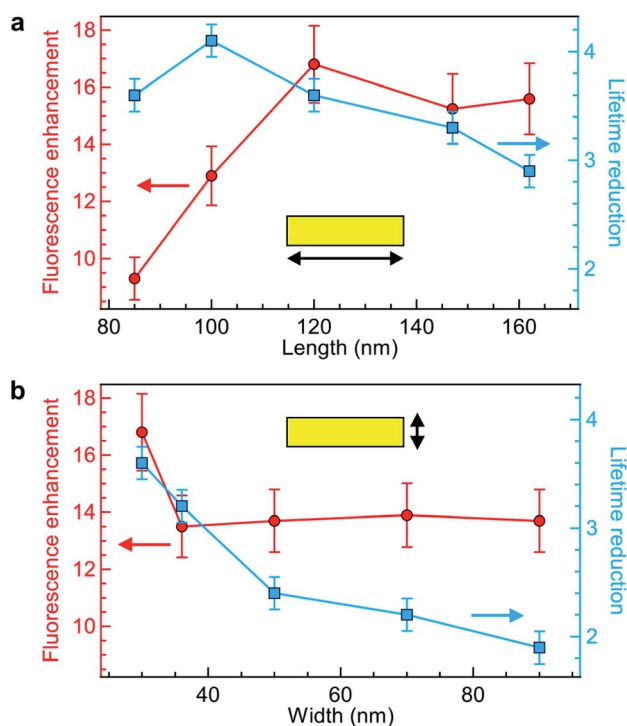 a
Fluorescence enhancement
18
16
14
12
10
4
3
2
Lifetime reduction
80 100 120 140 160
Length (nm)
b
Fluorescence enhancement
18
16
14
12
10
4
3
2
Lifetime reduction
40 60 80
Width (nm)